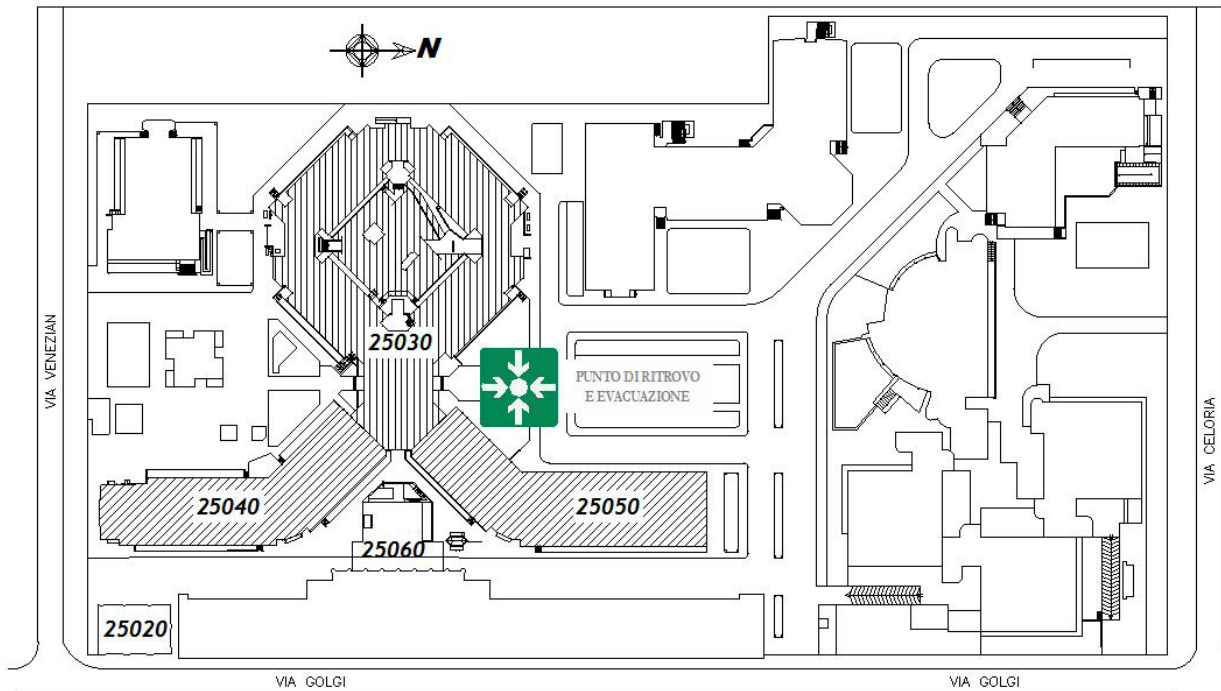 N
25030
PUNTO DI RITROVO
E EVACUAZIONE
VIA VENEZIAN
VIA CELORIA
25040
25050
25060
25020
VIA GOLGI
VIA GOLGI